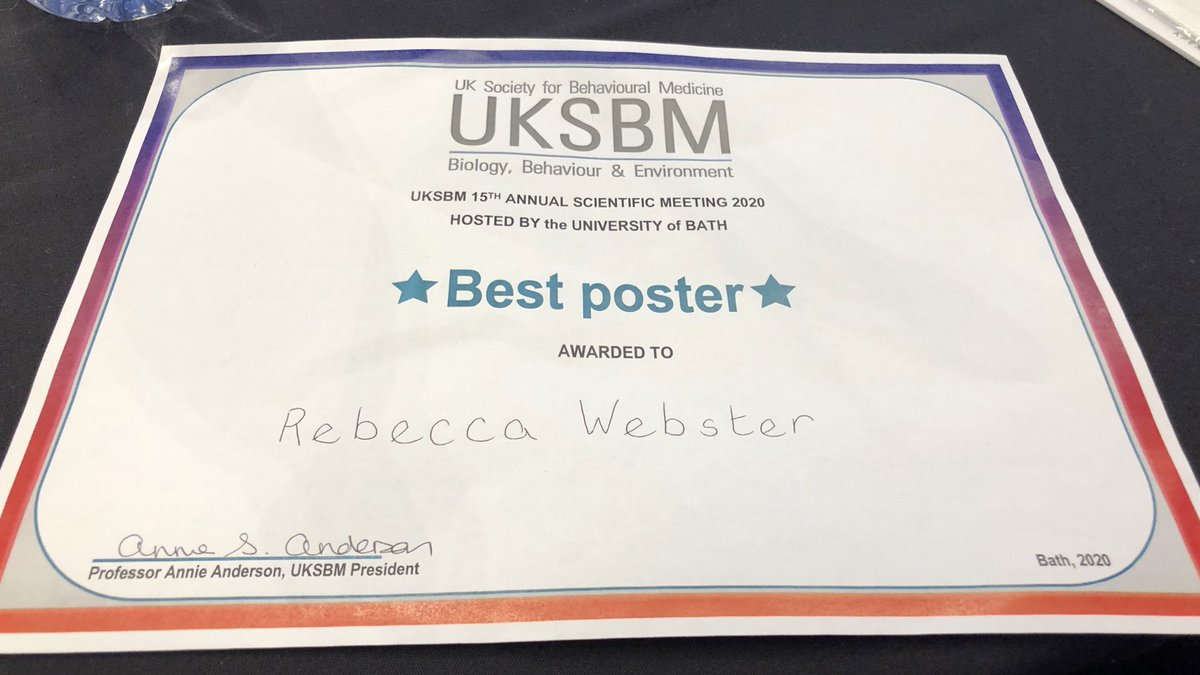 UK Society for Behavioural Medicine
UKSBM
Biology, Behaviour & Environment
UKSBM 15TH ANNUAL SCIENTIFIC MEETING 2020
HOSTED BY the UNIVERSITY of BATH
Best poster
AWARDED TO
Rebecca Webster
Annie S. Anderson
Professor Annie Anderson, UKSBM President
Bath, 2020